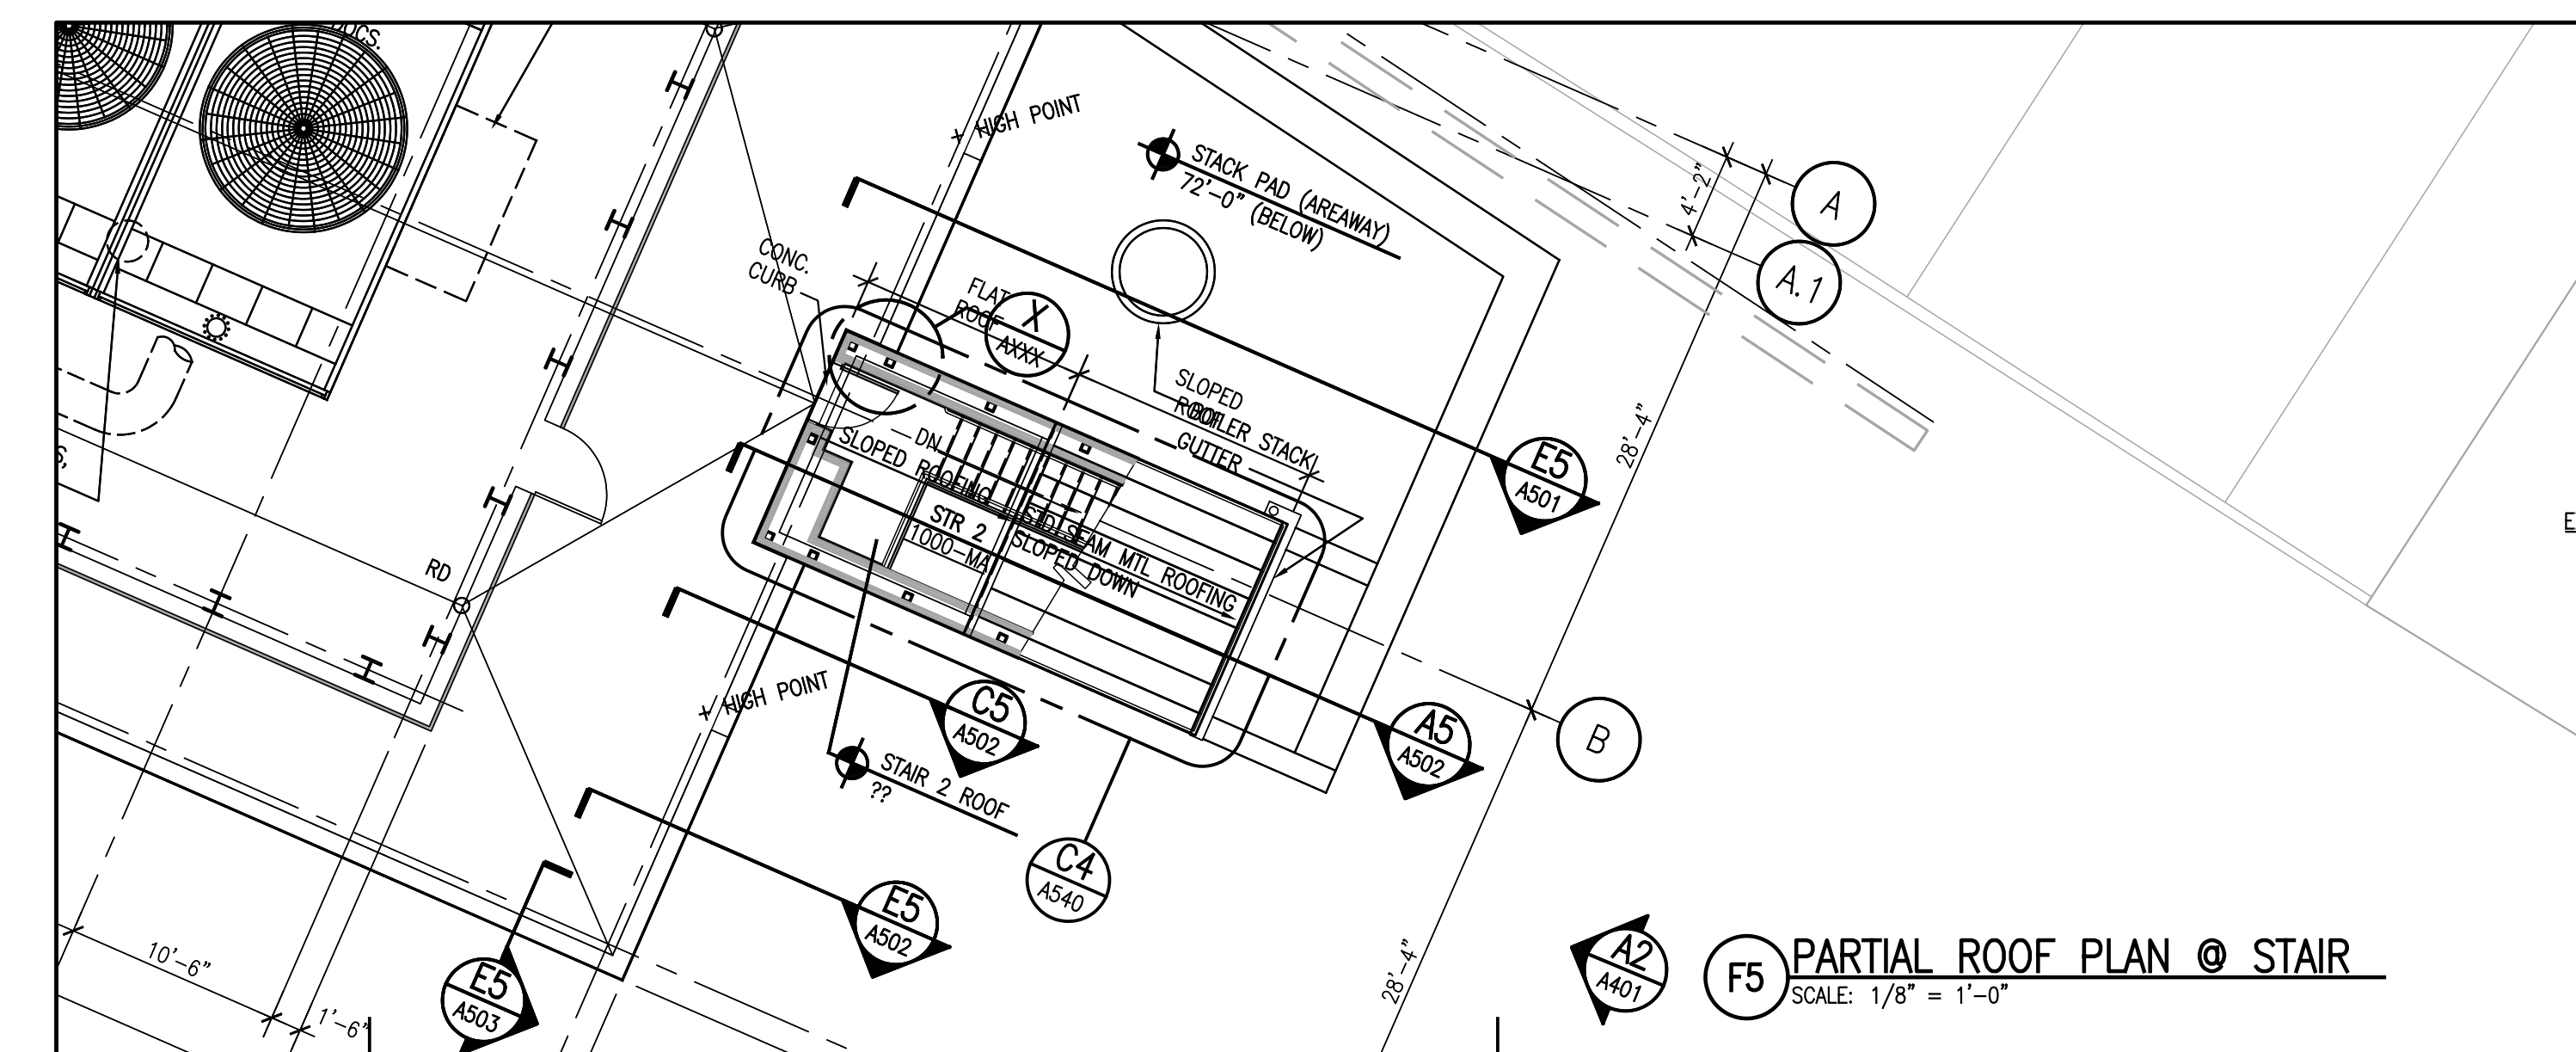 OCS.
+ HIGH POINT
STACK PAD (AREAWAY)
72'-0" (BELOW)
4'-2"
A
A.1
CONC.
CURB
FLAT
ROOF
X
AXXX
SLOPED
ROOF
BOILER STACK
GUTTER
28'-4"
E5
A501
S,
DN
SLOPED ROOFING
STR 2
1000-MA
STD SEAM MTL ROOFING
SLOPED DOWN
RD
+ HIGH POINT
C5
A502
A5
A502
B
STAIR 2 ROOF
??
C4
A540
E5
A502
10'-6"
1'-6"
E5
A503
28'-4"
A2
A401
F5
PARTIAL ROOF PLAN @ STAIR
SCALE: 1/8" = 1'-0"
E